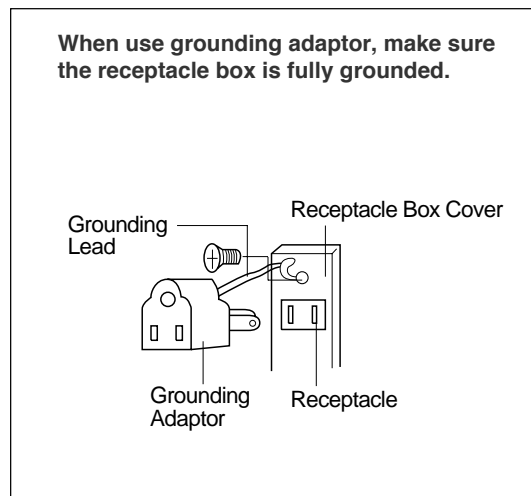 When use grounding adaptor, make sure
the receptacle box is fully grounded.
Grounding
Lead
Receptacle Box Cover
Grounding
Adaptor
Receptacle